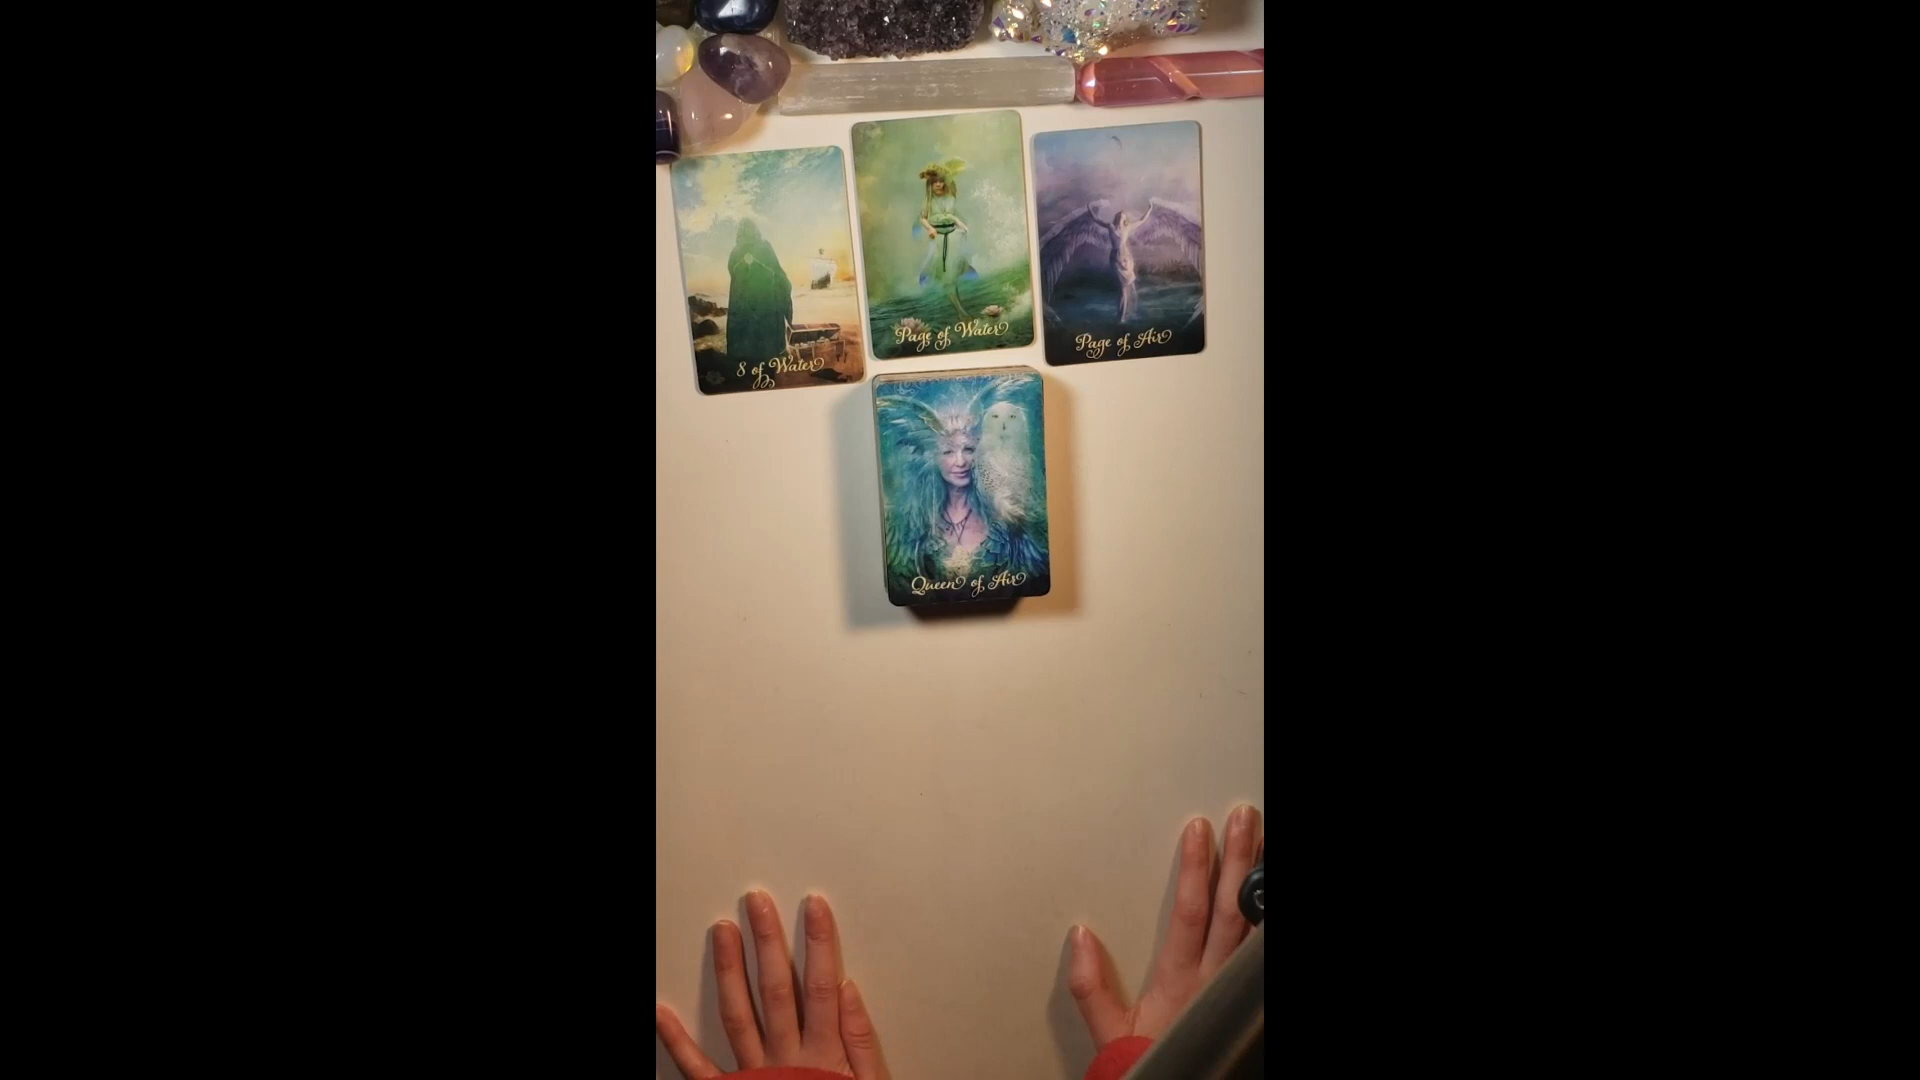 8 of Water
Page of Water
Page of Air
Queen of Air